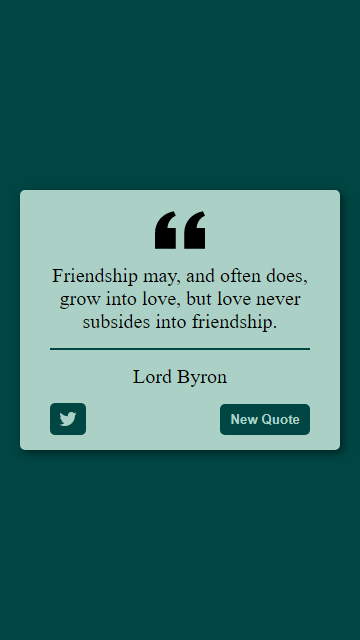 Friendship may, and often does,
grow into love, but love never
subsides into friendship.
Lord Byron
New Quote